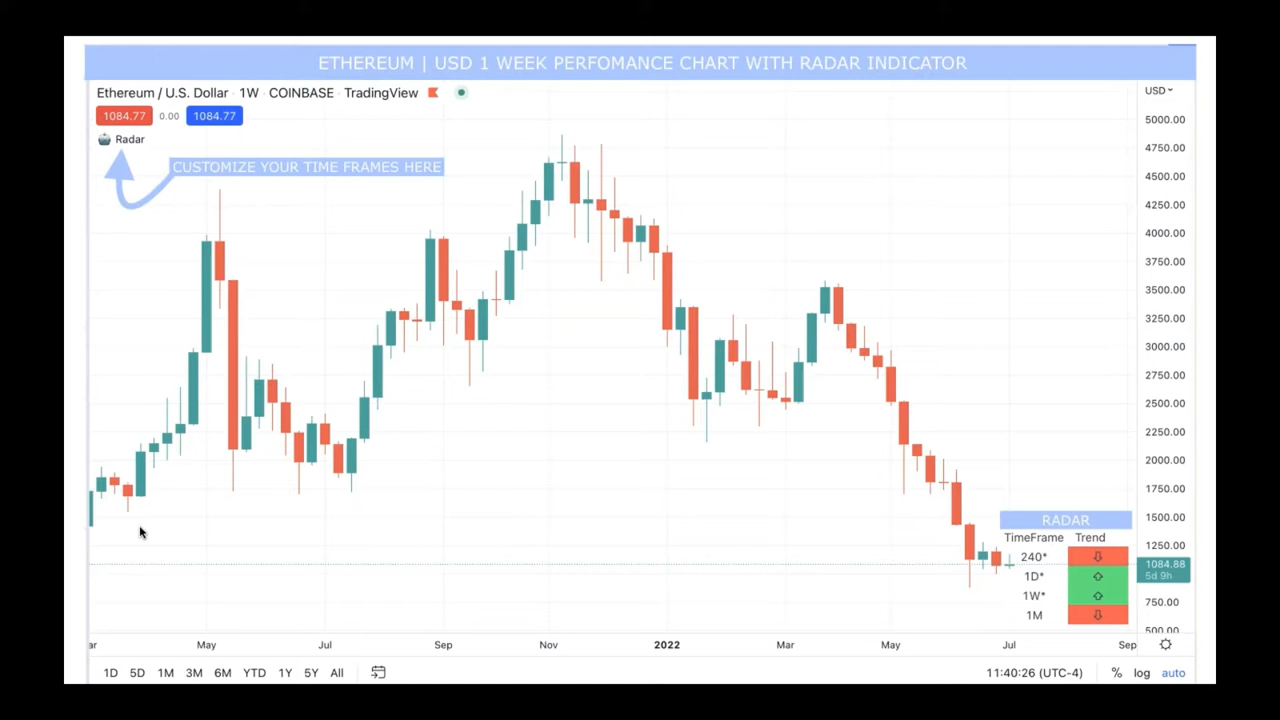 ETHEREUM | USD 1 WEEK PERFOMANCE CHART WITH RADAR INDICATOR
Ethereum / U.S. Dollar · 1W · COINBASE · TradingView
USD
1084.77 0.00 1084.77
Radar
CUSTOMIZE YOUR TIME FRAMES HERE
5000.00
4750.00
4500.00
4250.00
4000.00
3750.00
3500.00
3250.00
3000.00
2750.00
2500.00
2250.00
2000.00
1750.00
1500.00
1250.00
1084.88
5d 9h
750.00
500.00
RADAR
TimeFrame Trend
240*
1D*
1W*
1M
ar May Jul Sep Nov 2022 Mar May Jul Sep
1D 5D 1M 3M 6M YTD 1Y 5Y All 11:40:26 (UTC-4) % log auto